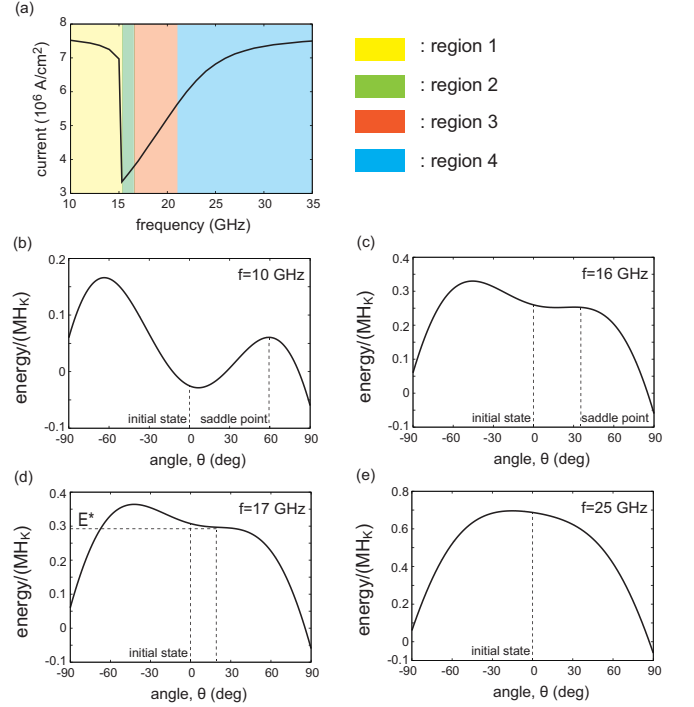 (a)
current (10⁶ A/cm²)
8
7
6
5
4
3
10 15 20 25 30 35
frequency (GHz)
: region 1
: region 2
: region 3
: region 4
(b)
energy/(MHK)
0.2
0.1
0
-0.1
f=10 GHz
initial state
saddle point
-90 -60 -30 0 30 60 90
angle, θ (deg)
(c)
energy/(MHK)
0.4
0.3
0.2
0.1
0
-0.1
f=16 GHz
initial state
saddle point
-90 -60 -30 0 30 60 90
angle, θ (deg)
(d)
energy/(MHK)
0.4
0.3
0.2
0.1
0
-0.1
E*
f=17 GHz
initial state
-90 -60 -30 0 30 60 90
angle, θ (deg)
(e)
energy/(MHK)
0.8
0.6
0.4
0.2
0
-0.1
f=25 GHz
initial state
-90 -60 -30 0 30 60 90
angle, θ (deg)